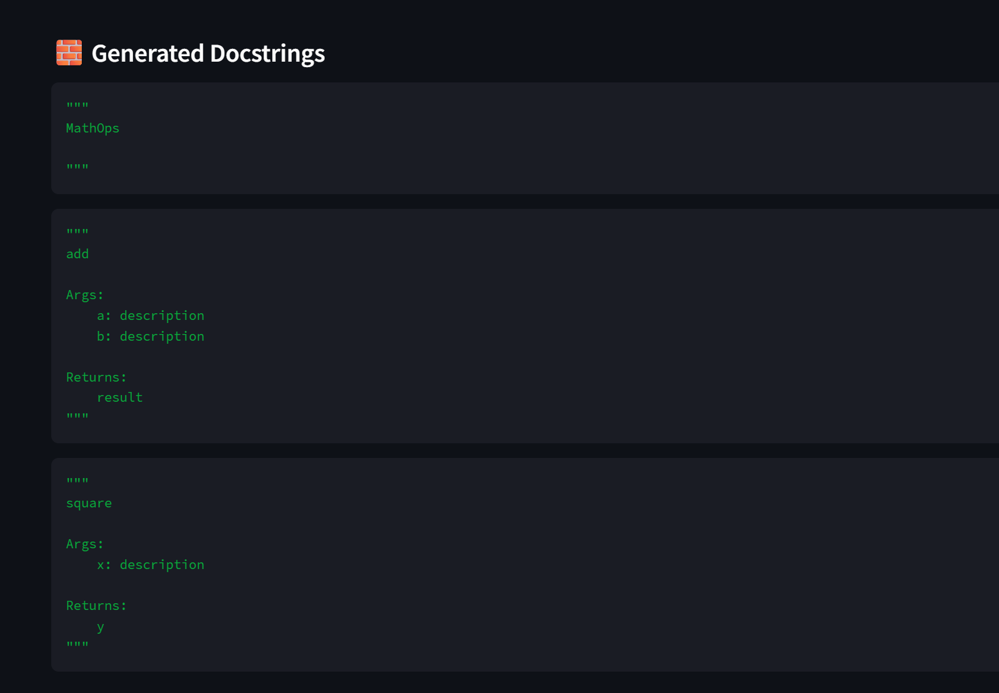 Generated Docstrings
"""
MathOps
"""
"""
add
Args:
    a: description
    b: description
Returns:
    result
"""
"""
square
Args:
    x: description
Returns:
    y
"""